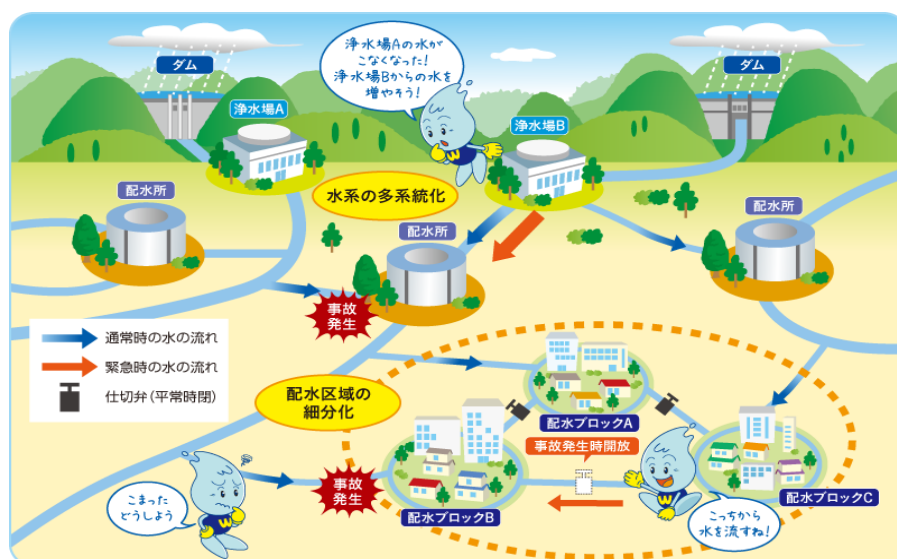 ダム
浄水場Aの水が
こなくなった!
浄水場Bからの水を
増やそう!
ダム
浄水場A
浄水場B
水系の多系統化
配水所
配水所
配水所
事故
発生
通常時の水の流れ
緊急時の水の流れ
仕切弁(平常時閉)
配水区域の
細分化
配水ブロックA
事故発生時開放
こまった
どうしよう
W
事故
発生
配水ブロックB
配水ブロックC
こっちから
水を流すね!
W
W